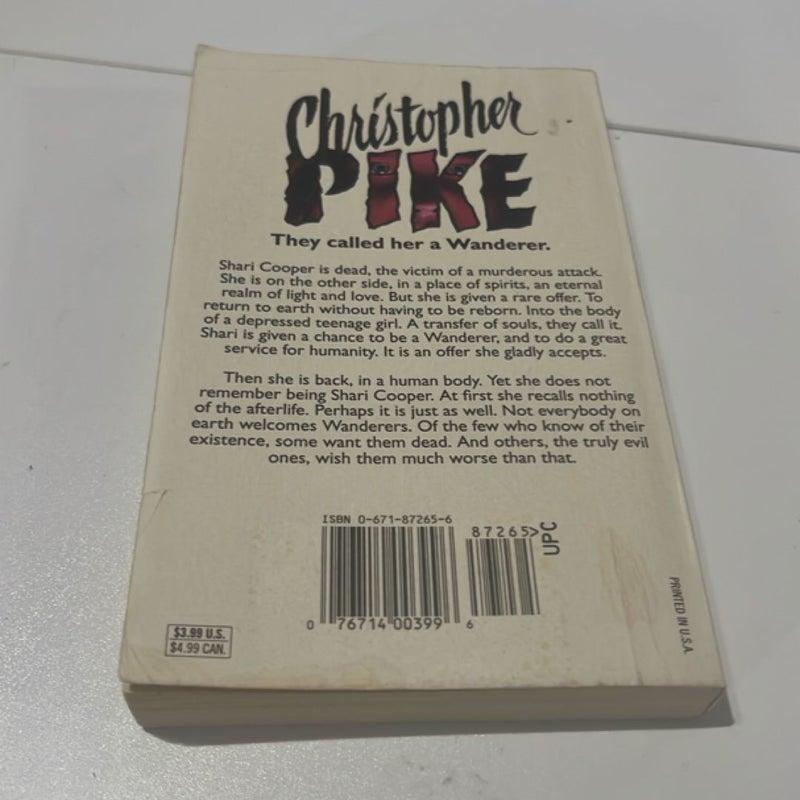 Christopher
PIKE
They called her a Wanderer.
Shari Cooper is dead, the victim of a murderous attack.
She is on the other side, in a place of spirits, an eternal
realm of light and love. But she is given a rare offer. To
return to earth without having to be reborn. Into the body
of a depressed teenage girl. A transfer of souls, they call it.
Shari is given a chance to be a Wanderer, and to do a great
service for humanity. It is an offer she gladly accepts.
Then she is back, in a human body. Yet she does not
remember being Shari Cooper. At first she recalls nothing
of the afterlife. Perhaps it is just as well. Not everybody on
earth welcomes Wanderers. Of the few who know of their
existence, some want them dead. And others, the truly evil
ones, wish them much worse than that.
ISBN 0-671-87265-6
87265>
UPC
0 76714 00399 6
$3.99 U.S.
$4.99 CAN.
PRINTED IN U.S.A.